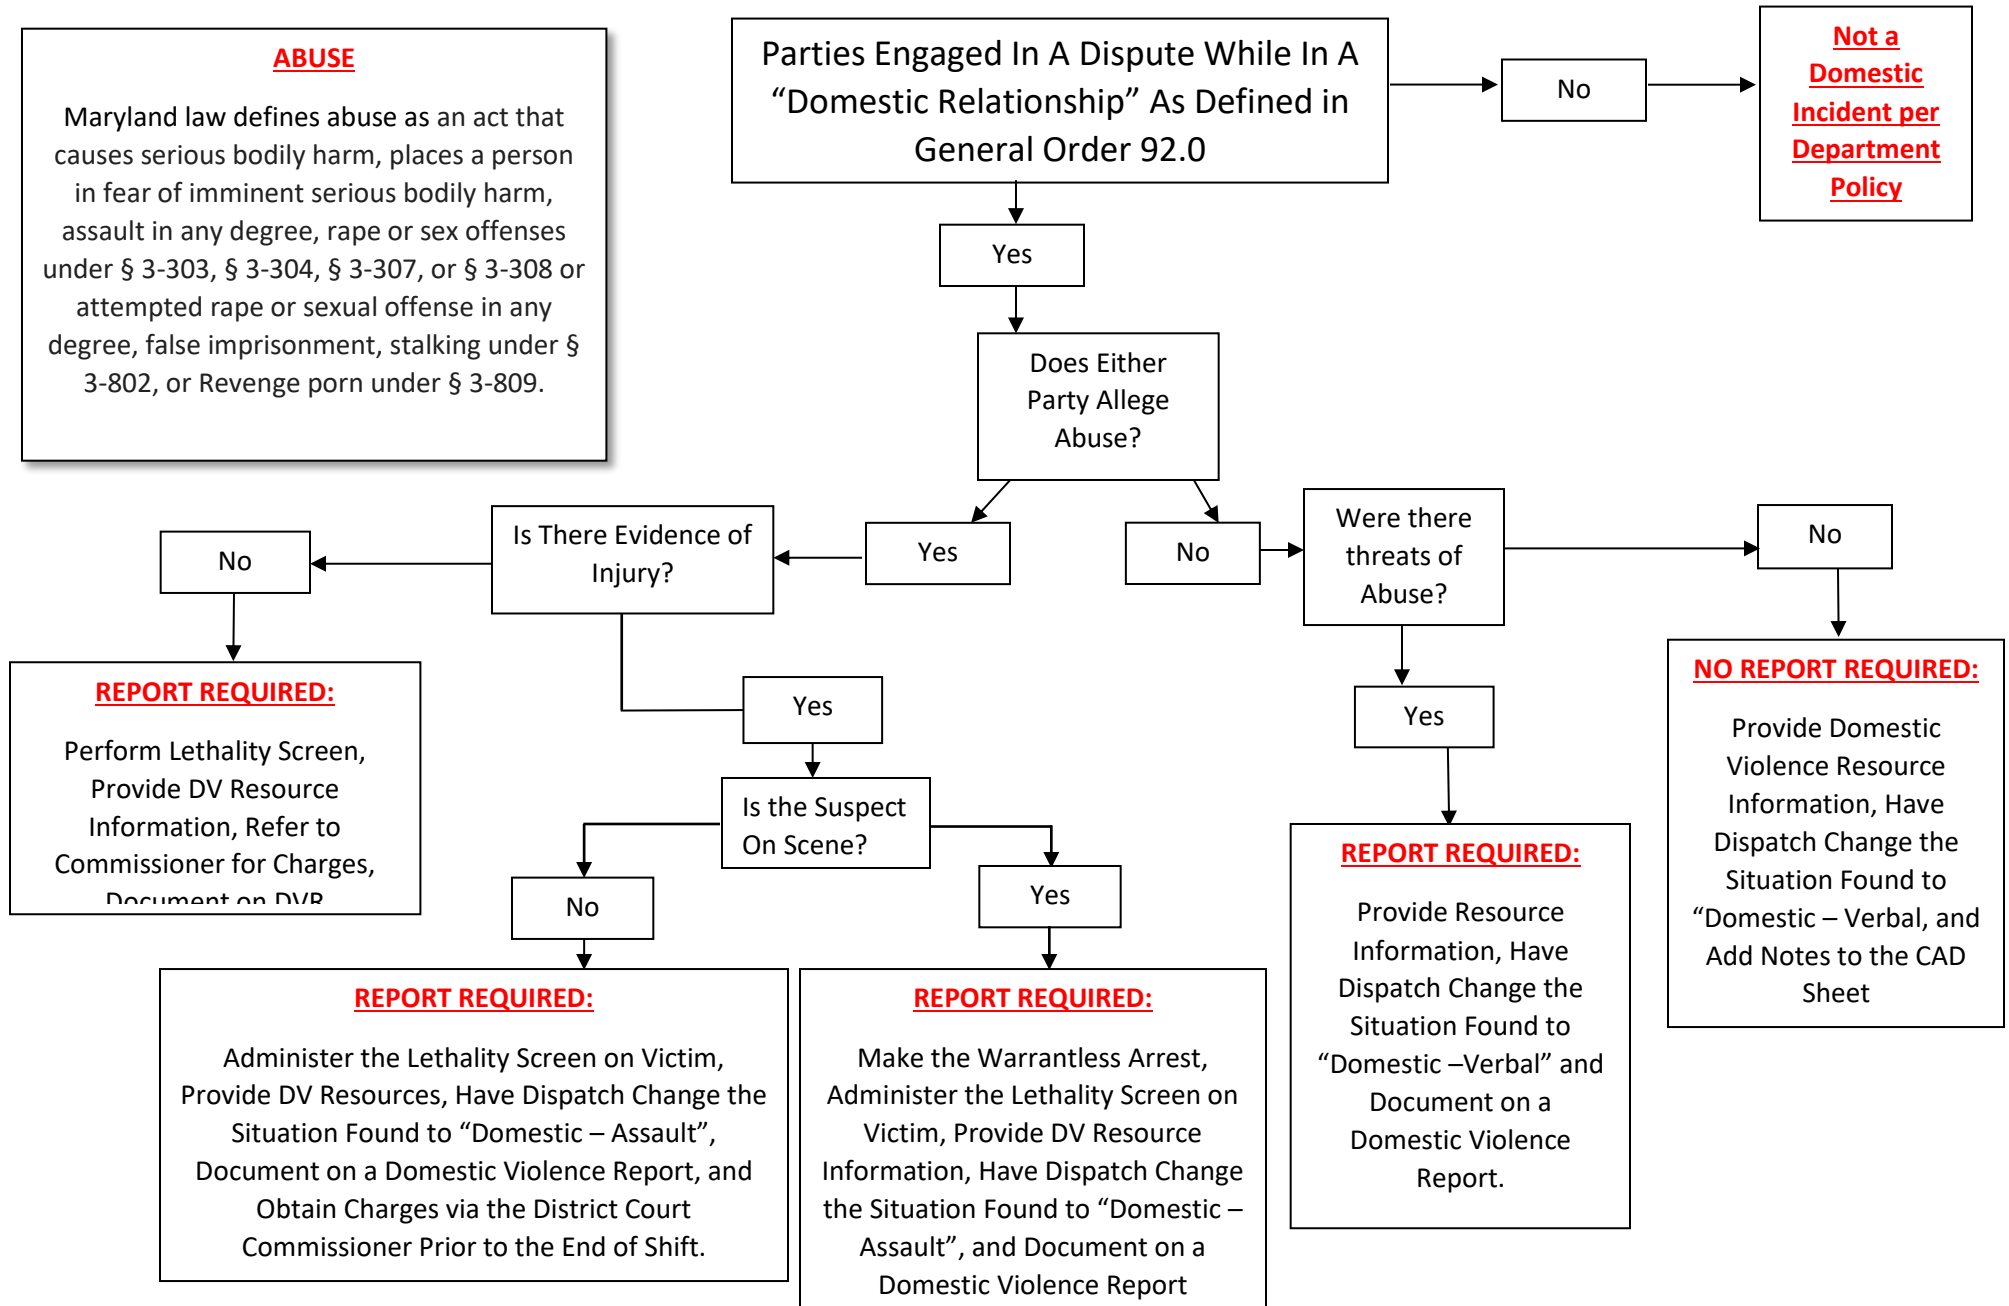 ABUSE
Maryland law defines abuse as an act that
causes serious bodily harm, places a person
in fear of imminent serious bodily harm,
assault in any degree, rape or sex offenses
under § 3-303, § 3-304, § 3-307, or § 3-308 or
attempted rape or sexual offense in any
degree, false imprisonment, stalking under §
3-802, or Revenge porn under § 3-809.
Parties Engaged In A Dispute While In A
“Domestic Relationship” As Defined in
General Order 92.0
No
Not a
Domestic
Incident per
Department
Policy
Yes
Does Either
Party Allege
Abuse?
Yes
No
Is There Evidence of
Injury?
No
Were there
threats of
Abuse?
No
REPORT REQUIRED:
Perform Lethality Screen,
Provide DV Resource
Information, Refer to
Commissioner for Charges,
Document on DVR
Yes
Is the Suspect
On Scene?
No
Yes
Yes
NO REPORT REQUIRED:
Provide Domestic
Violence Resource
Information, Have
Dispatch Change the
Situation Found to
“Domestic – Verbal, and
Add Notes to the CAD
Sheet
REPORT REQUIRED:
Administer the Lethality Screen on Victim,
Provide DV Resources, Have Dispatch Change the
Situation Found to “Domestic – Assault”,
Document on a Domestic Violence Report, and
Obtain Charges via the District Court
Commissioner Prior to the End of Shift.
REPORT REQUIRED:
Make the Warrantless Arrest,
Administer the Lethality Screen on
Victim, Provide DV Resource
Information, Have Dispatch Change
the Situation Found to “Domestic –
Assault”, and Document on a
Domestic Violence Report
REPORT REQUIRED:
Provide Resource
Information, Have
Dispatch Change the
Situation Found to
“Domestic –Verbal” and
Document on a
Domestic Violence
Report.